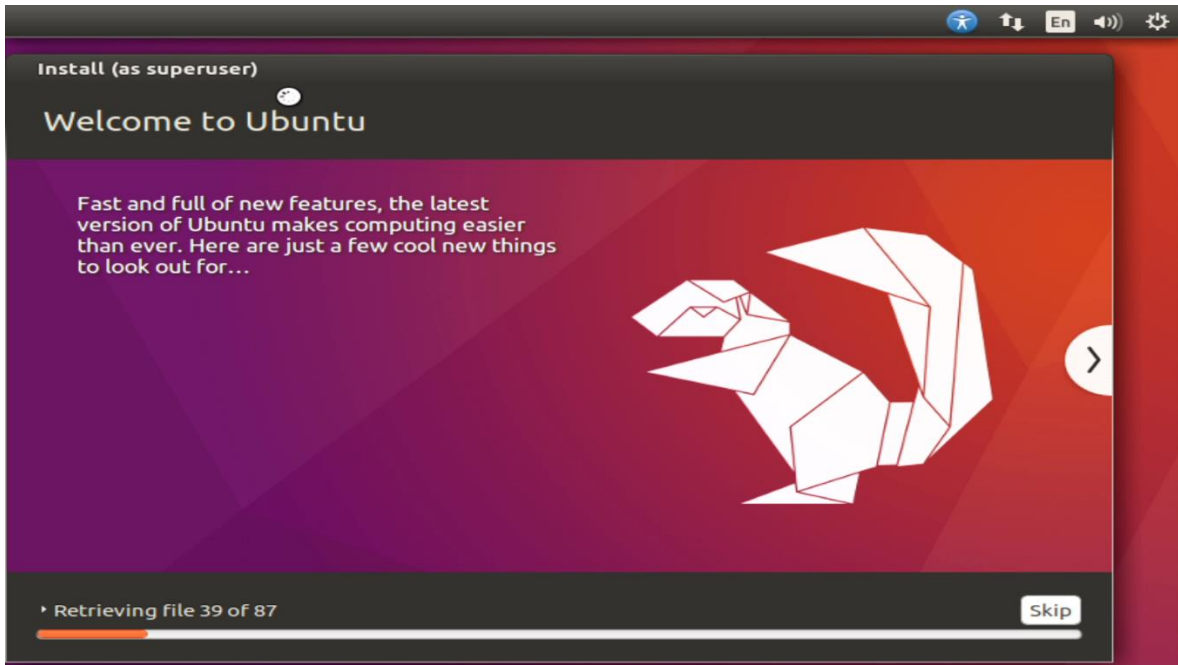 En
Install (as superuser)
Welcome to Ubuntu
Fast and full of new features, the latest
version of Ubuntu makes computing easier
than ever. Here are just a few cool new things
to look out for…
Retrieving file 39 of 87
Skip